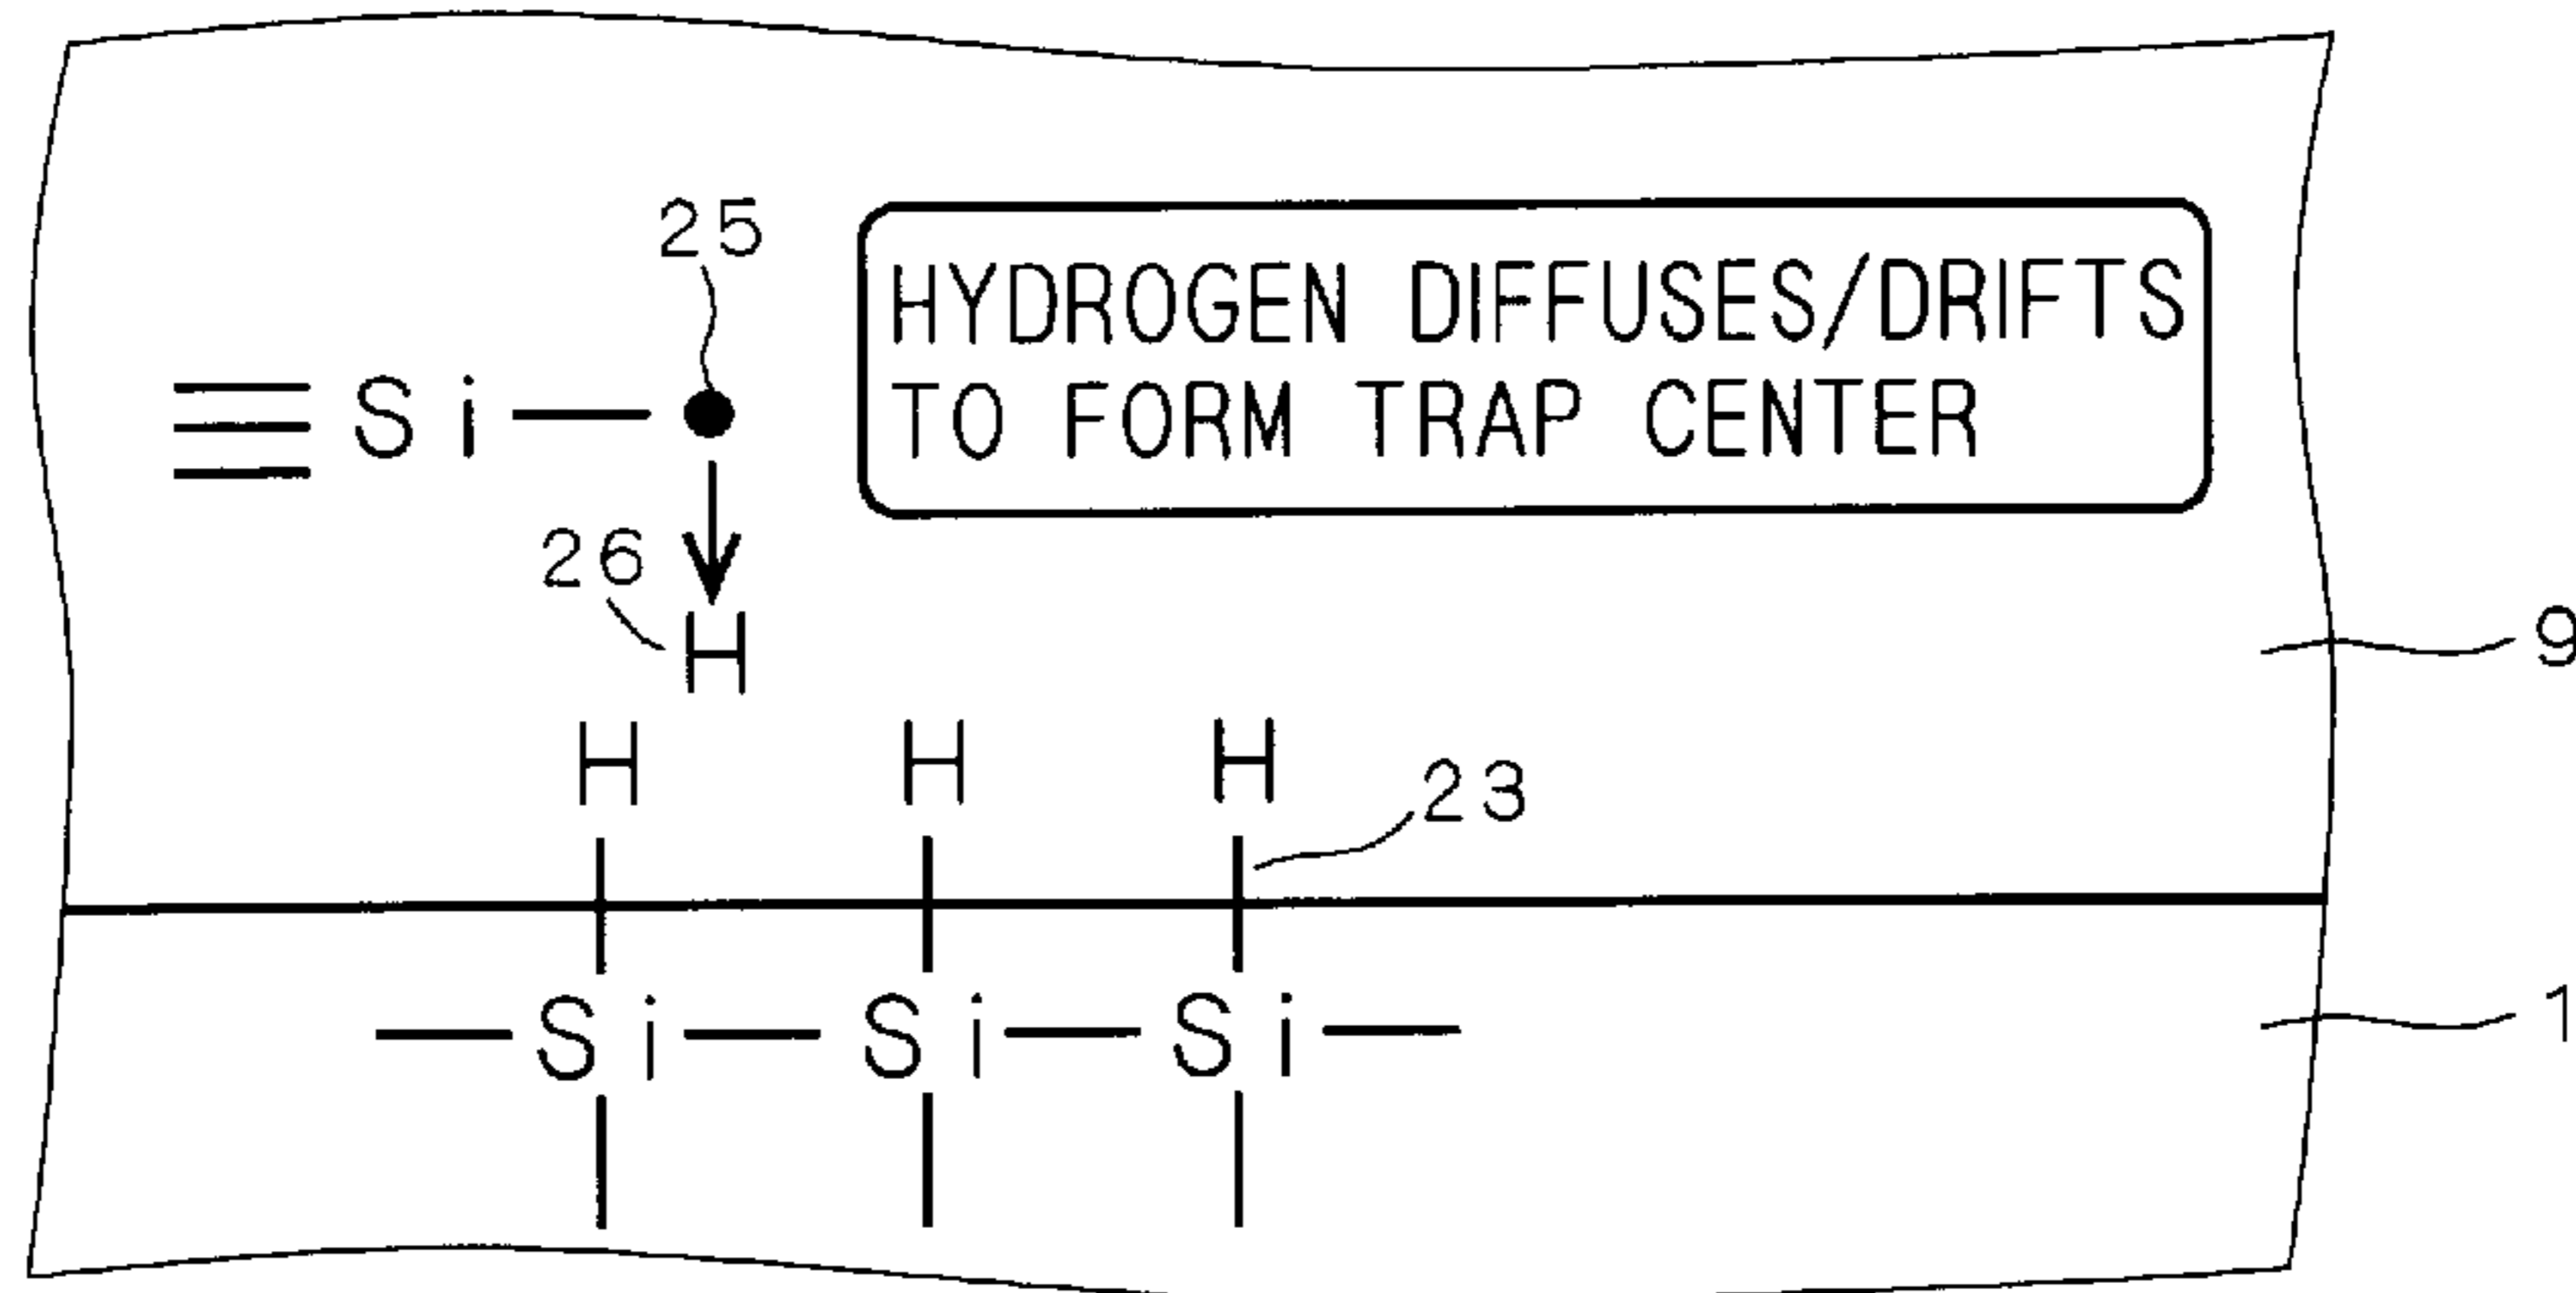 25
HYDROGEN DIFFUSES/DRIFTS
TO FORM TRAP CENTER
≡Si—●
26
H
9
H H H
23
—Si—Si—Si—
1